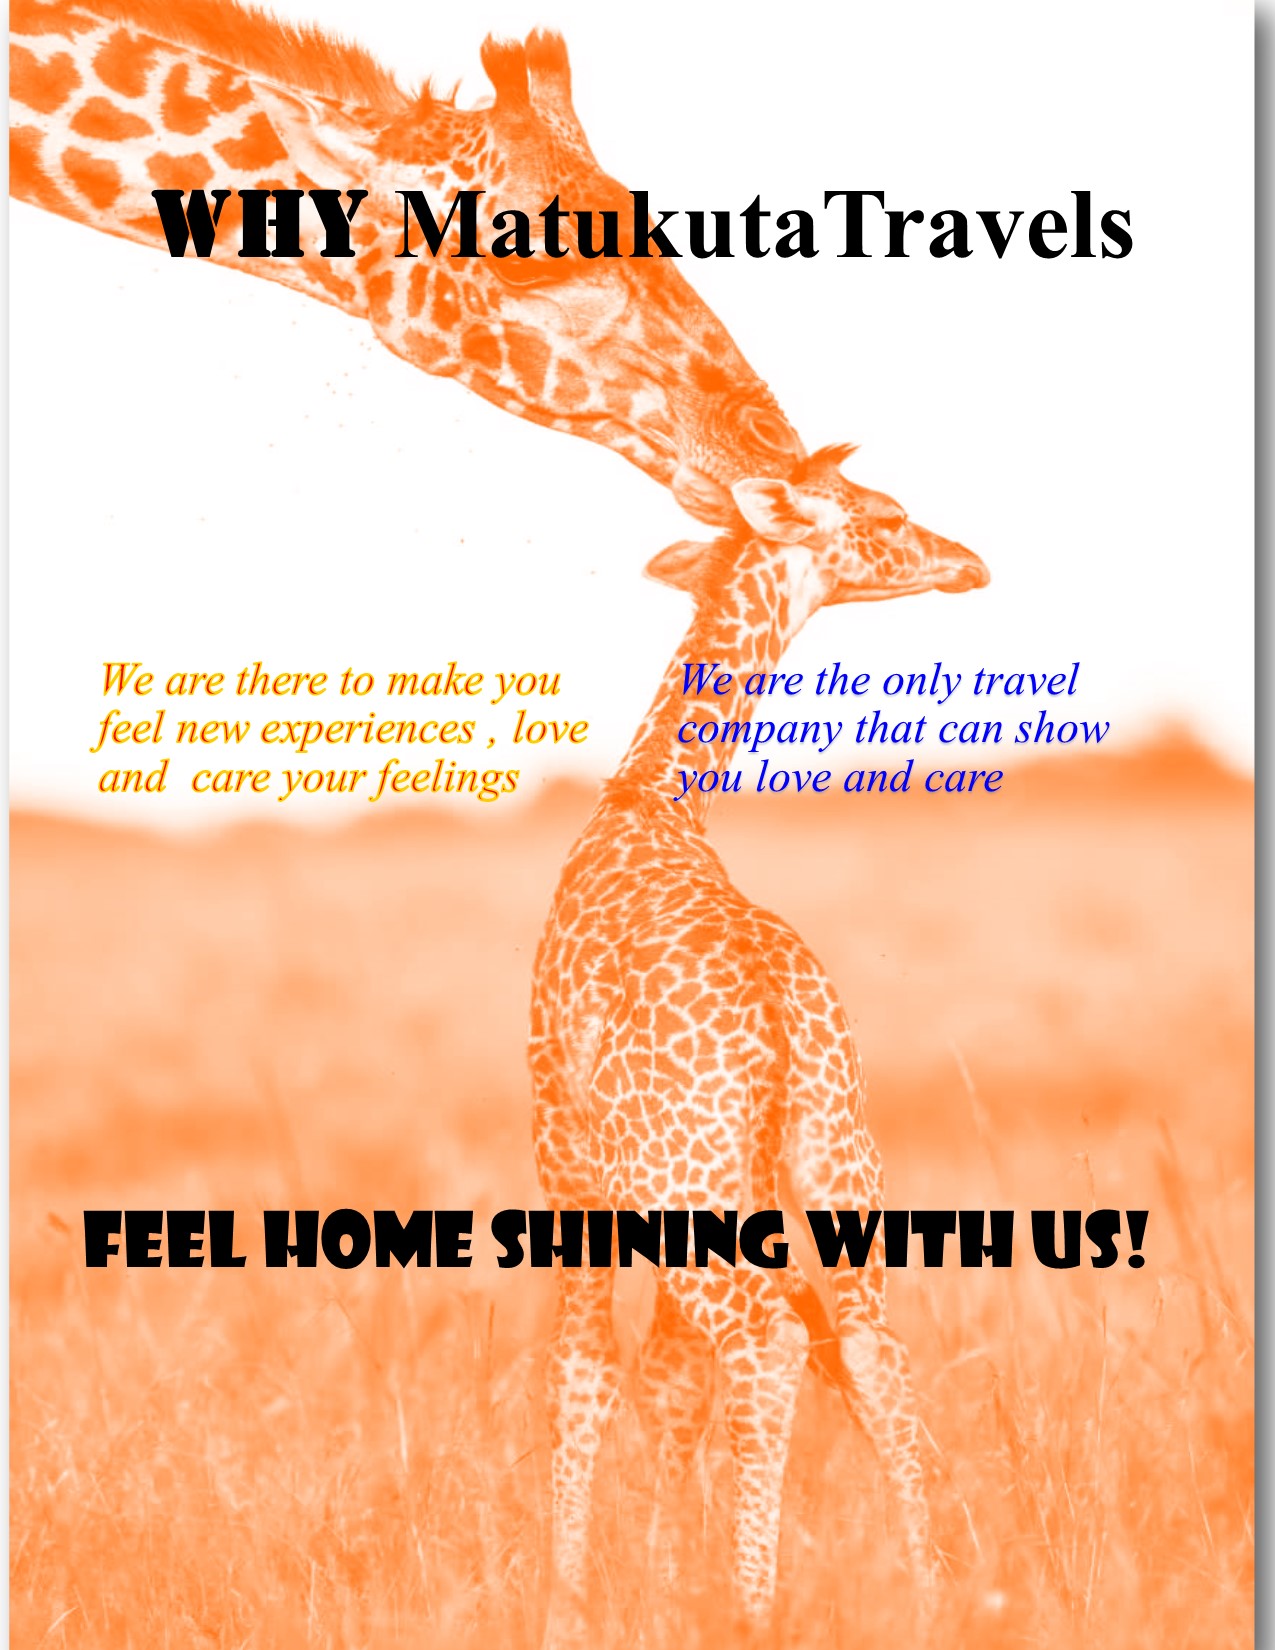 WHY MatukutaTravels
We are there to make you
feel new experiences , love
and  care your feelings
We are the only travel
company that can show
you love and care
FEEL HOME SHINING WITH US!